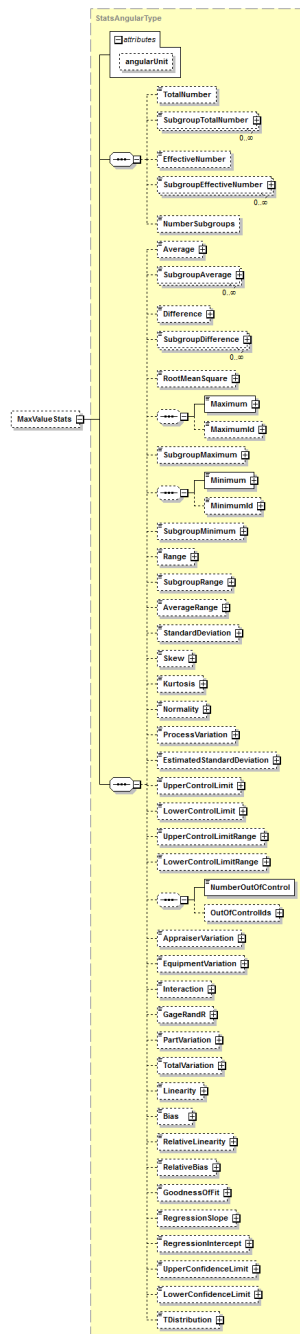 StatsAngularType
attributes
angularUnit
TotalNumber
SubgroupTotalNumber
0..∞
EffectiveNumber
SubgroupEffectiveNumber
0..∞
NumberSubgroups
Average
SubgroupAverage
0..∞
Difference
SubgroupDifference
0..∞
RootMeanSquare
Maximum
MaxValueStats
MaximumId
SubgroupMaximum
Minimum
MinimumId
SubgroupMinimum
Range
SubgroupRange
AverageRange
StandardDeviation
Skew
Kurtosis
Normality
ProcessVariation
EstimatedStandardDeviation
UpperControlLimit
LowerControlLimit
UpperControlLimitRange
LowerControlLimitRange
NumberOutOfControl
OutOfControlIds
AppraiserVariation
EquipmentVariation
Interaction
GageRandR
PartVariation
TotalVariation
Linearity
Bias
RelativeLinearity
RelativeBias
GoodnessOfFit
RegressionSlope
RegressionIntercept
UpperConfidenceLimit
LowerConfidenceLimit
TDistribution